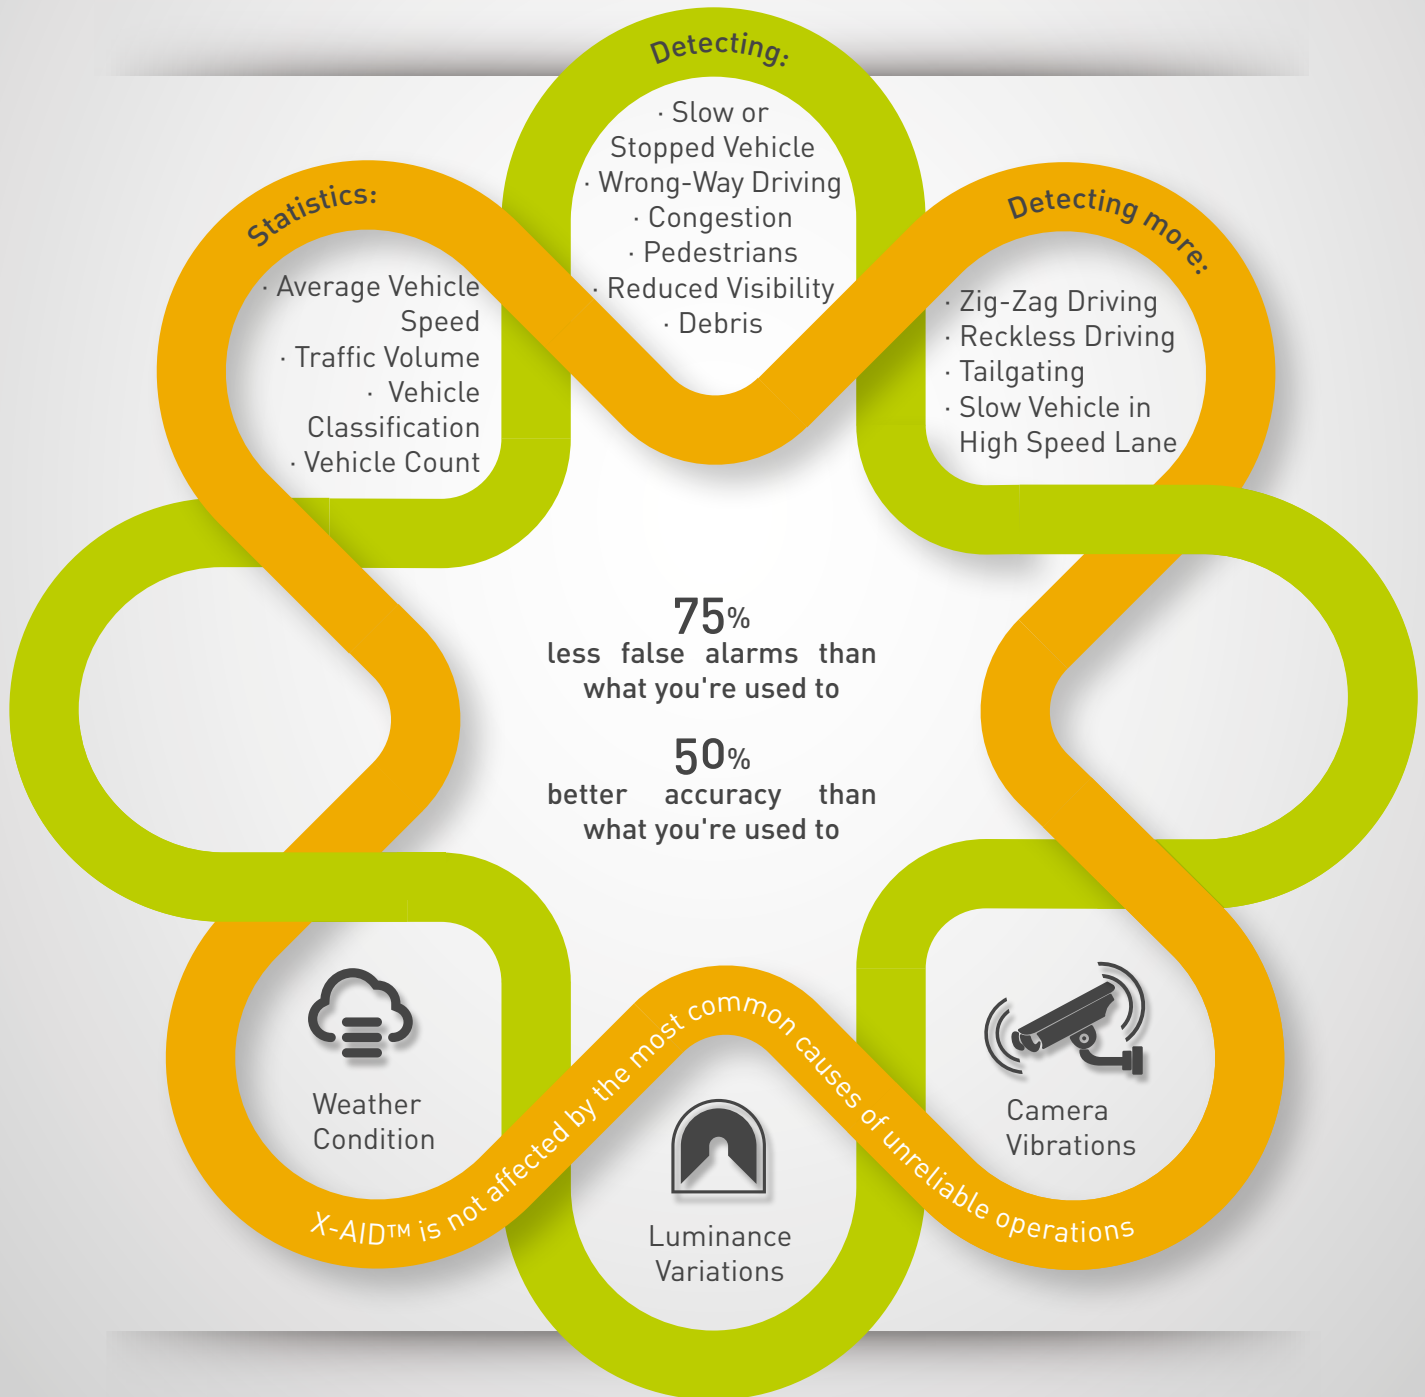 Detecting:
· Slow or
Stopped Vehicle
· Wrong-Way Driving
· Congestion
· Pedestrians
· Reduced Visibility
· Debris
Statistics:
· Average Vehicle
Speed
· Traffic Volume
· Vehicle
Classification
· Vehicle Count
Detecting more:
· Zig-Zag Driving
· Reckless Driving
· Tailgating
· Slow Vehicle in
High Speed Lane
75%
less false alarms than
what you're used to
50%
better accuracy than
what you're used to
Weather
Condition
Luminance
Variations
Camera
Vibrations
X-AID™ is not affected by the most common causes of unreliable operations